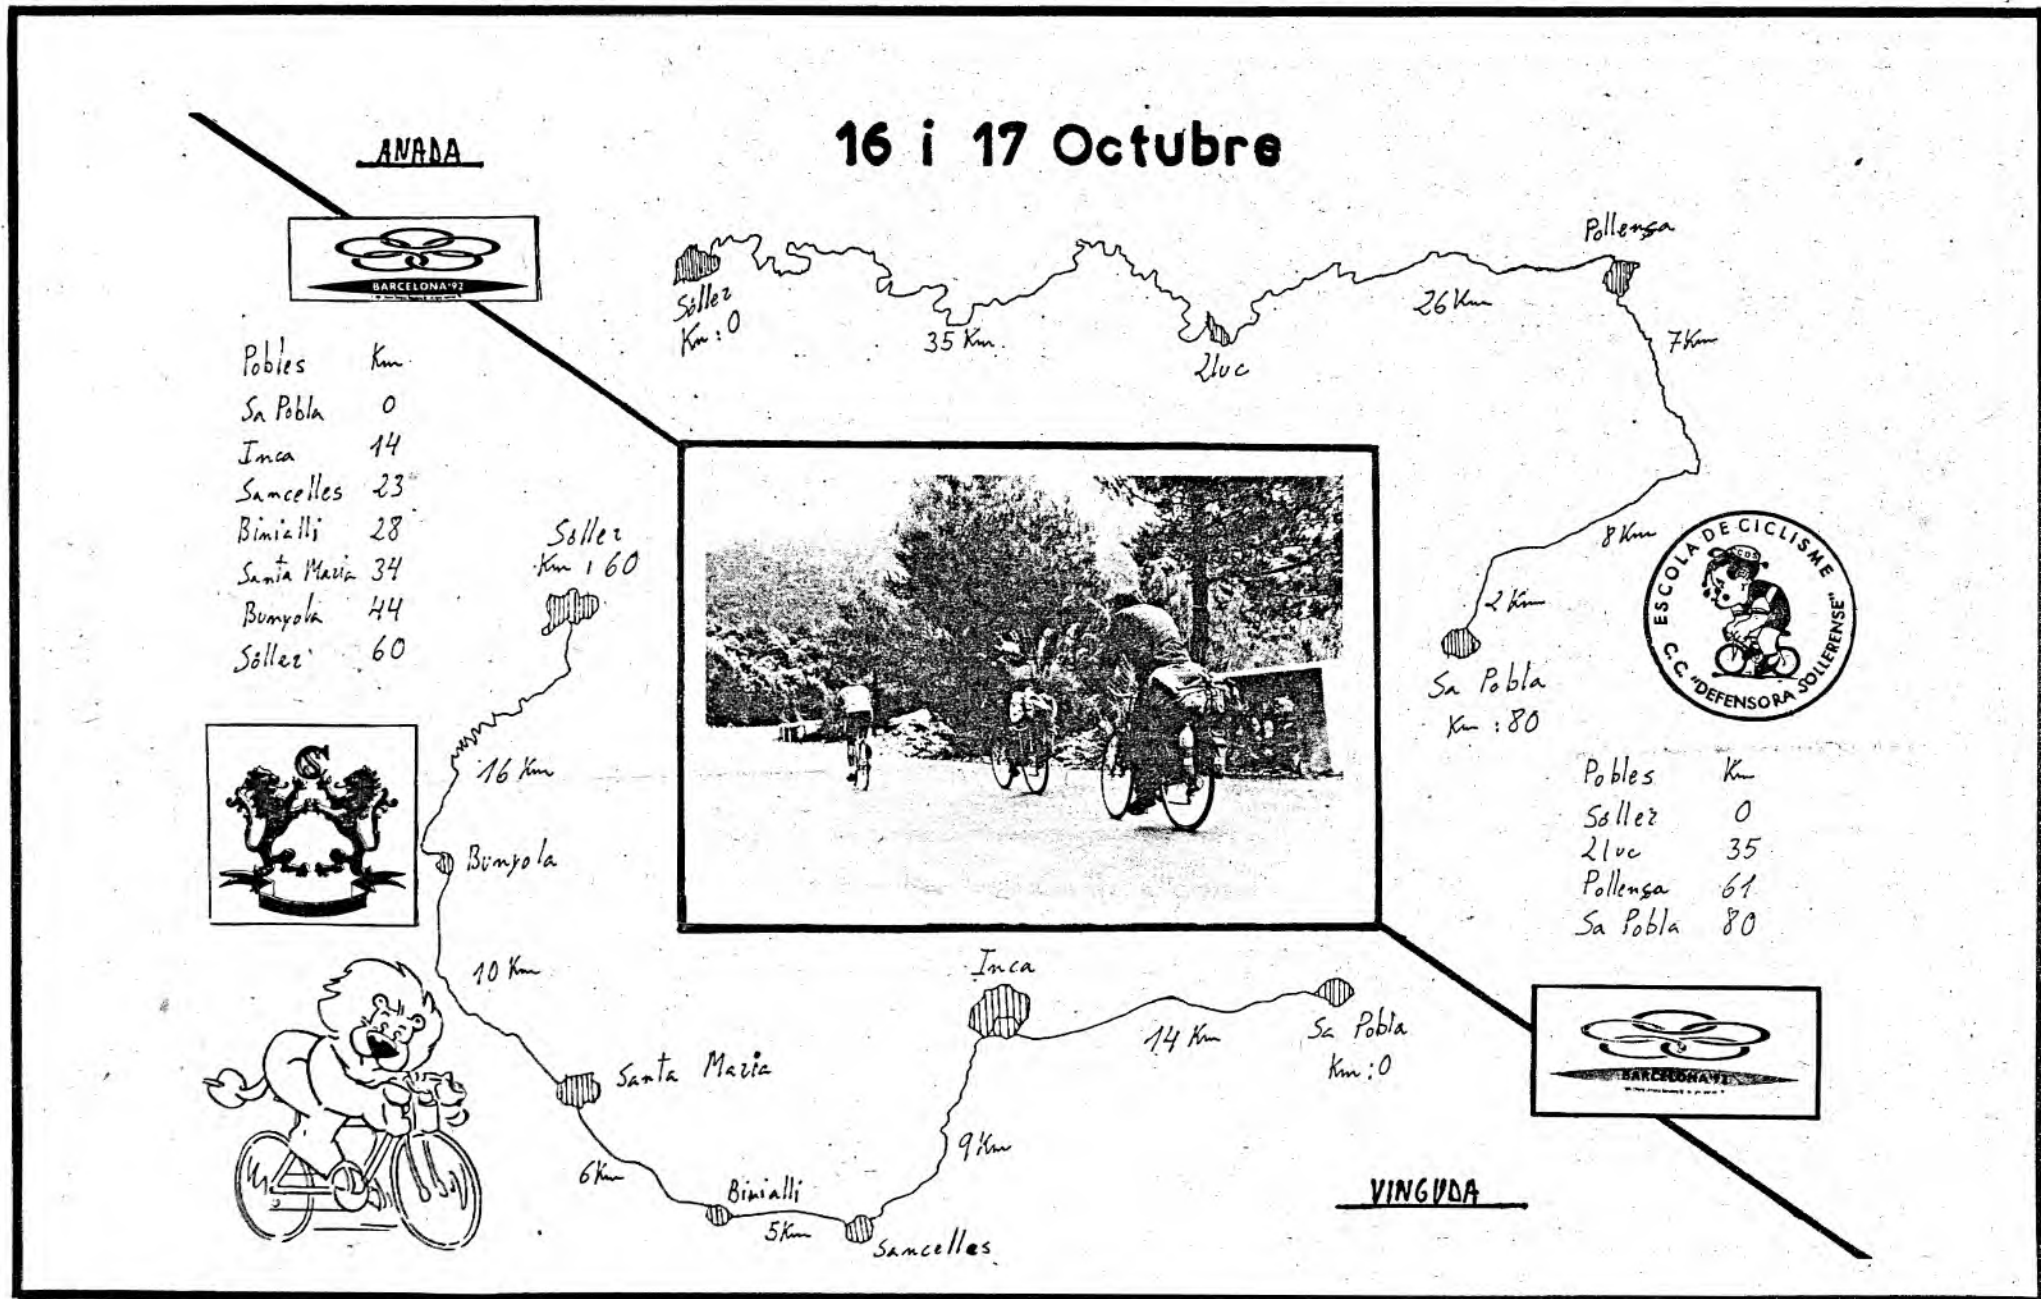 16 i 17 Octubre
ANADA
BARCELONA'92
Pobles Km
Sa Pobla 0
Inca 14
Sancelles 23
Binialli 28
Santa Maria 34
Bunyola 44
Sóller 60
Sóller
Km : 60
16 Km
Bunyola
10 Km
Santa Maria
6 Km
Binialli
5 Km
Sancelles
9 Km
Inca
14 Km
Sa Pobla
Km : 0
Sóller
Km : 0
35 Km
Lluc
26 Km
Pollensa
7 Km
8 Km
2 Km
Sa Pobla
Km : 80
ESCOLA DE CICLISME
C.C. "DEFENSORA SOLLERENSE"
Pobles Km
Sóller 0
Lluc 35
Pollensa 61
Sa Pobla 80
BARCELONA'92
VINGUDA